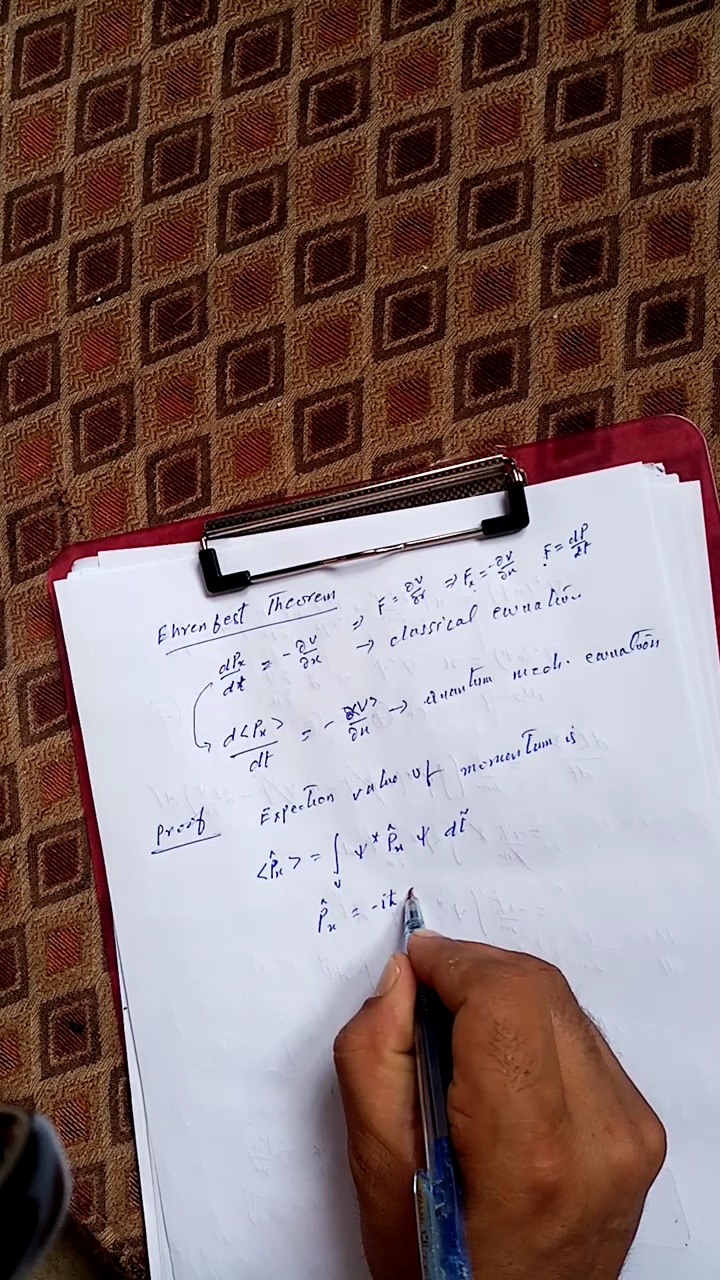 Ehrenfest Theorem ⇒ F = ∂V/∂r ⇒ Fx = -∂V/∂x F = dP/dt
dPx/dt = -∂V/∂x → classical equation
d<Px>/dt = -∂<V>/∂x → quantum mech. equation
Proof Expection value of momentum is
<P̂x> = ∫v ψ* P̂x ψ dτ
P̂x = -iħ